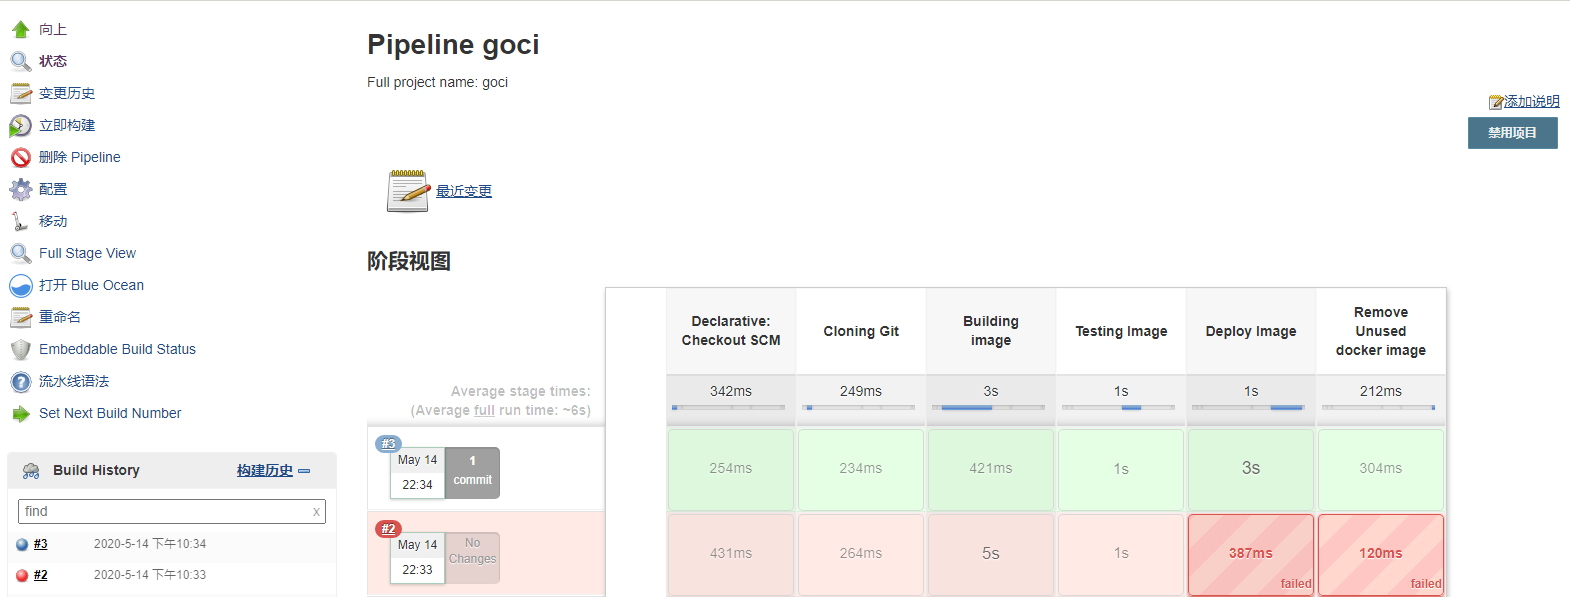 向上
状态
变更历史
立即构建
删除 Pipeline
配置
移动
Full Stage View
打开 Blue Ocean
重命名
Embeddable Build Status
流水线语法
Set Next Build Number
Build History 构建历史
find x
#3 2020-5-14 下午10:34
#2 2020-5-14 下午10:33
Pipeline goci
Full project name: goci
添加说明
禁用项目
最近变更
阶段视图
Declarative:
Checkout SCM
Cloning Git
Building
image
Testing Image
Deploy Image
Remove
Unused
docker image
Average stage times:
(Average full run time: ~6s)
342ms 249ms 3s 1s 1s 212ms
#3
May 14
22:34
1
commit
254ms 234ms 421ms 1s 3s 304ms
#2
May 14
22:33
No
Changes
431ms 264ms 5s 1s 387ms 120ms
failed failed